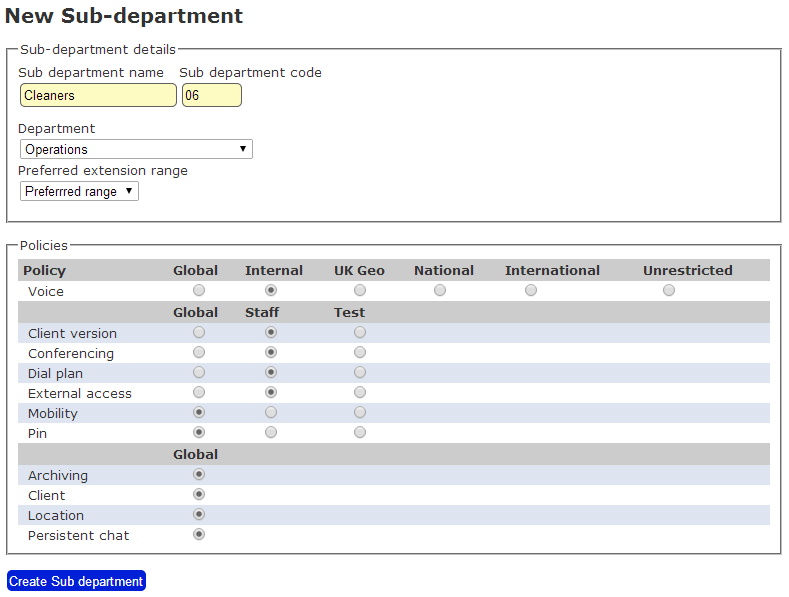 New Sub-department
Sub-department details
Sub department name Sub department code
Cleaners 06
Department
Operations
Preferred extension range
Preferrred range
Policies
Policy Global Internal UK Geo National International Unrestricted
Voice
Global Staff Test
Client version
Conferencing
Dial plan
External access
Mobility
Pin
Global
Archiving
Client
Location
Persistent chat
Create Sub department